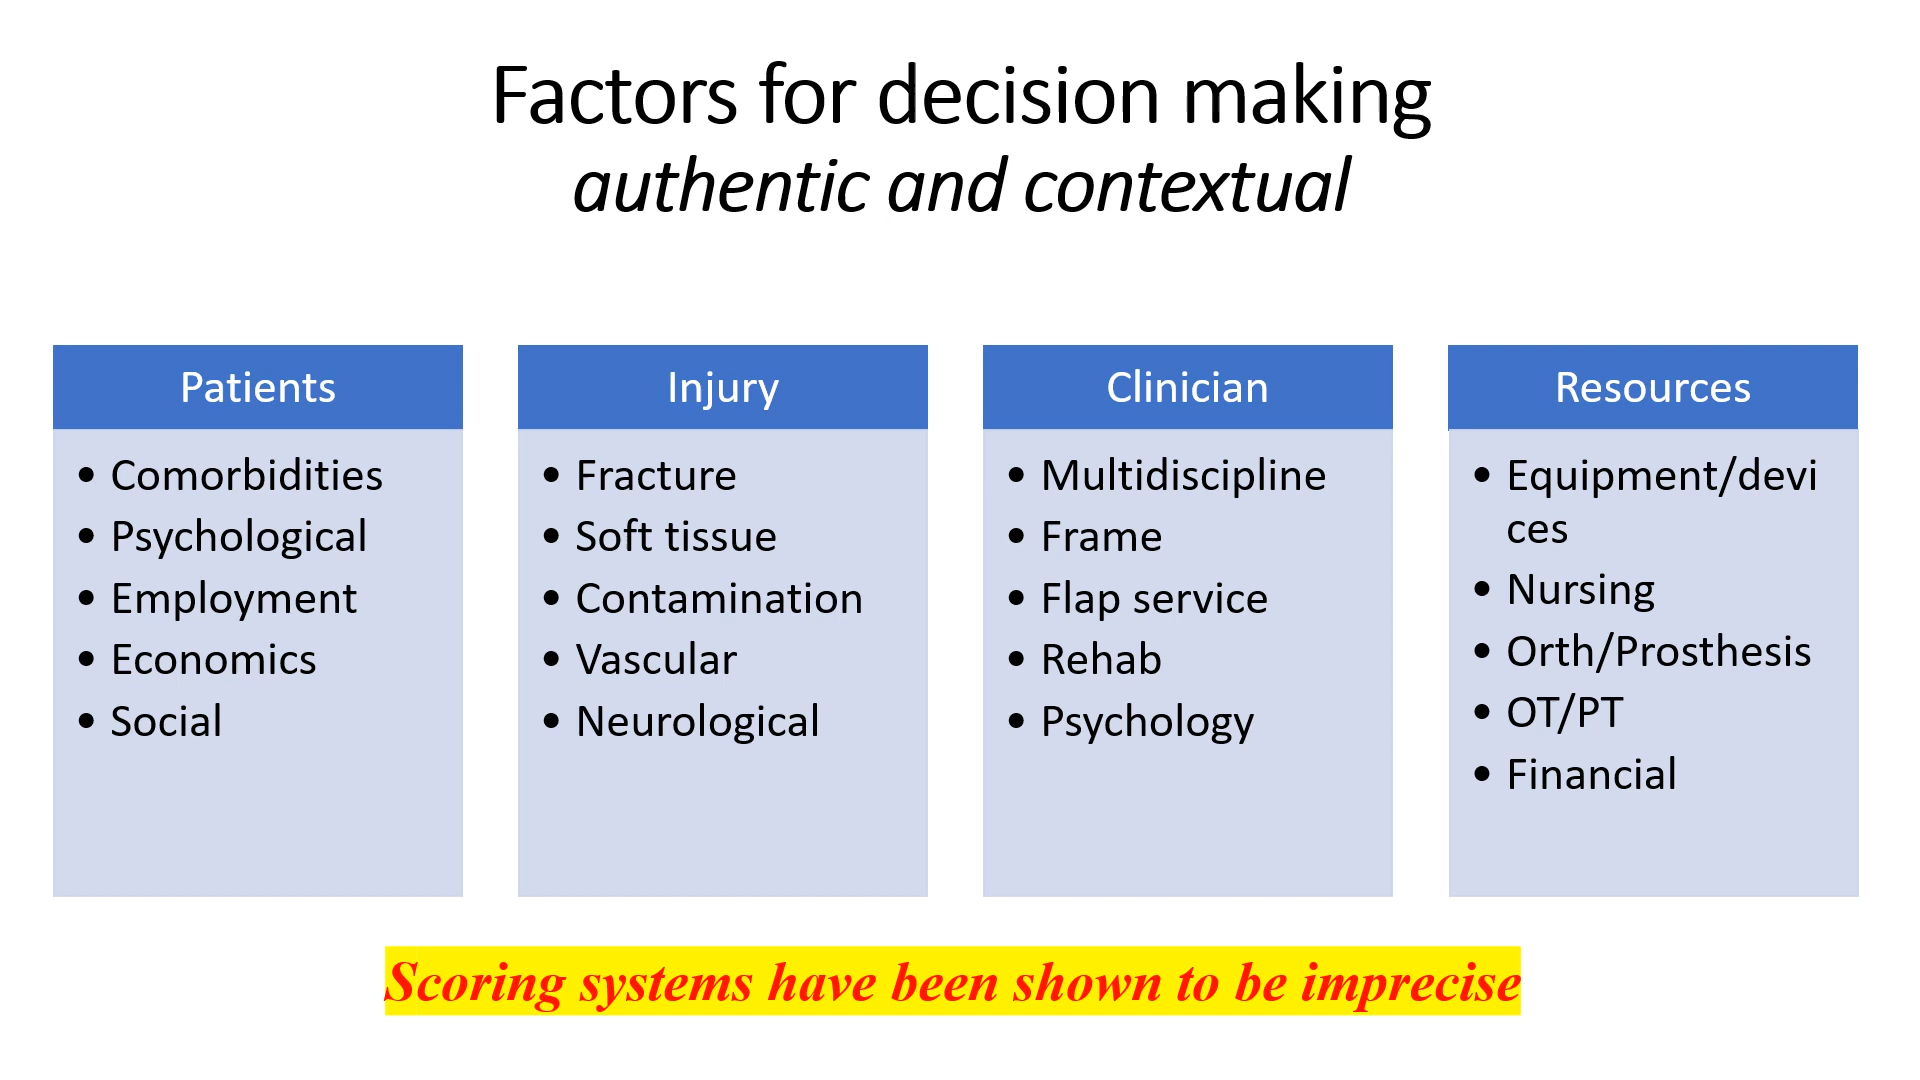 Factors for decision making
authentic and contextual
Patients
• Comorbidities
• Psychological
• Employment
• Economics
• Social
Injury
• Fracture
• Soft tissue
• Contamination
• Vascular
• Neurological
Clinician
• Multidiscipline
• Frame
• Flap service
• Rehab
• Psychology
Resources
• Equipment/devi
ces
• Nursing
• Orth/Prosthesis
• OT/PT
• Financial
Scoring systems have been shown to be imprecise